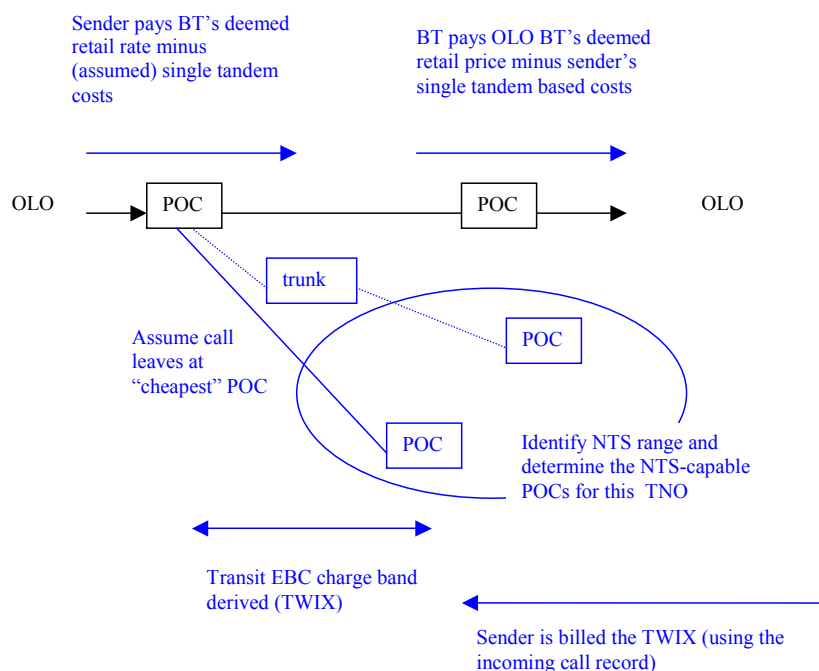 Sender pays BT’s deemed
retail rate minus
(assumed) single tandem
costs
BT pays OLO BT’s deemed
retail price minus sender’s
single tandem based costs
OLO
POC
POC
OLO
trunk
POC
Assume call
leaves at
“cheapest” POC
POC
Identify NTS range and
determine the NTS-capable
POCs for this TNO
Transit EBC charge band
derived (TWIX)
Sender is billed the TWIX (using the
incoming call record)